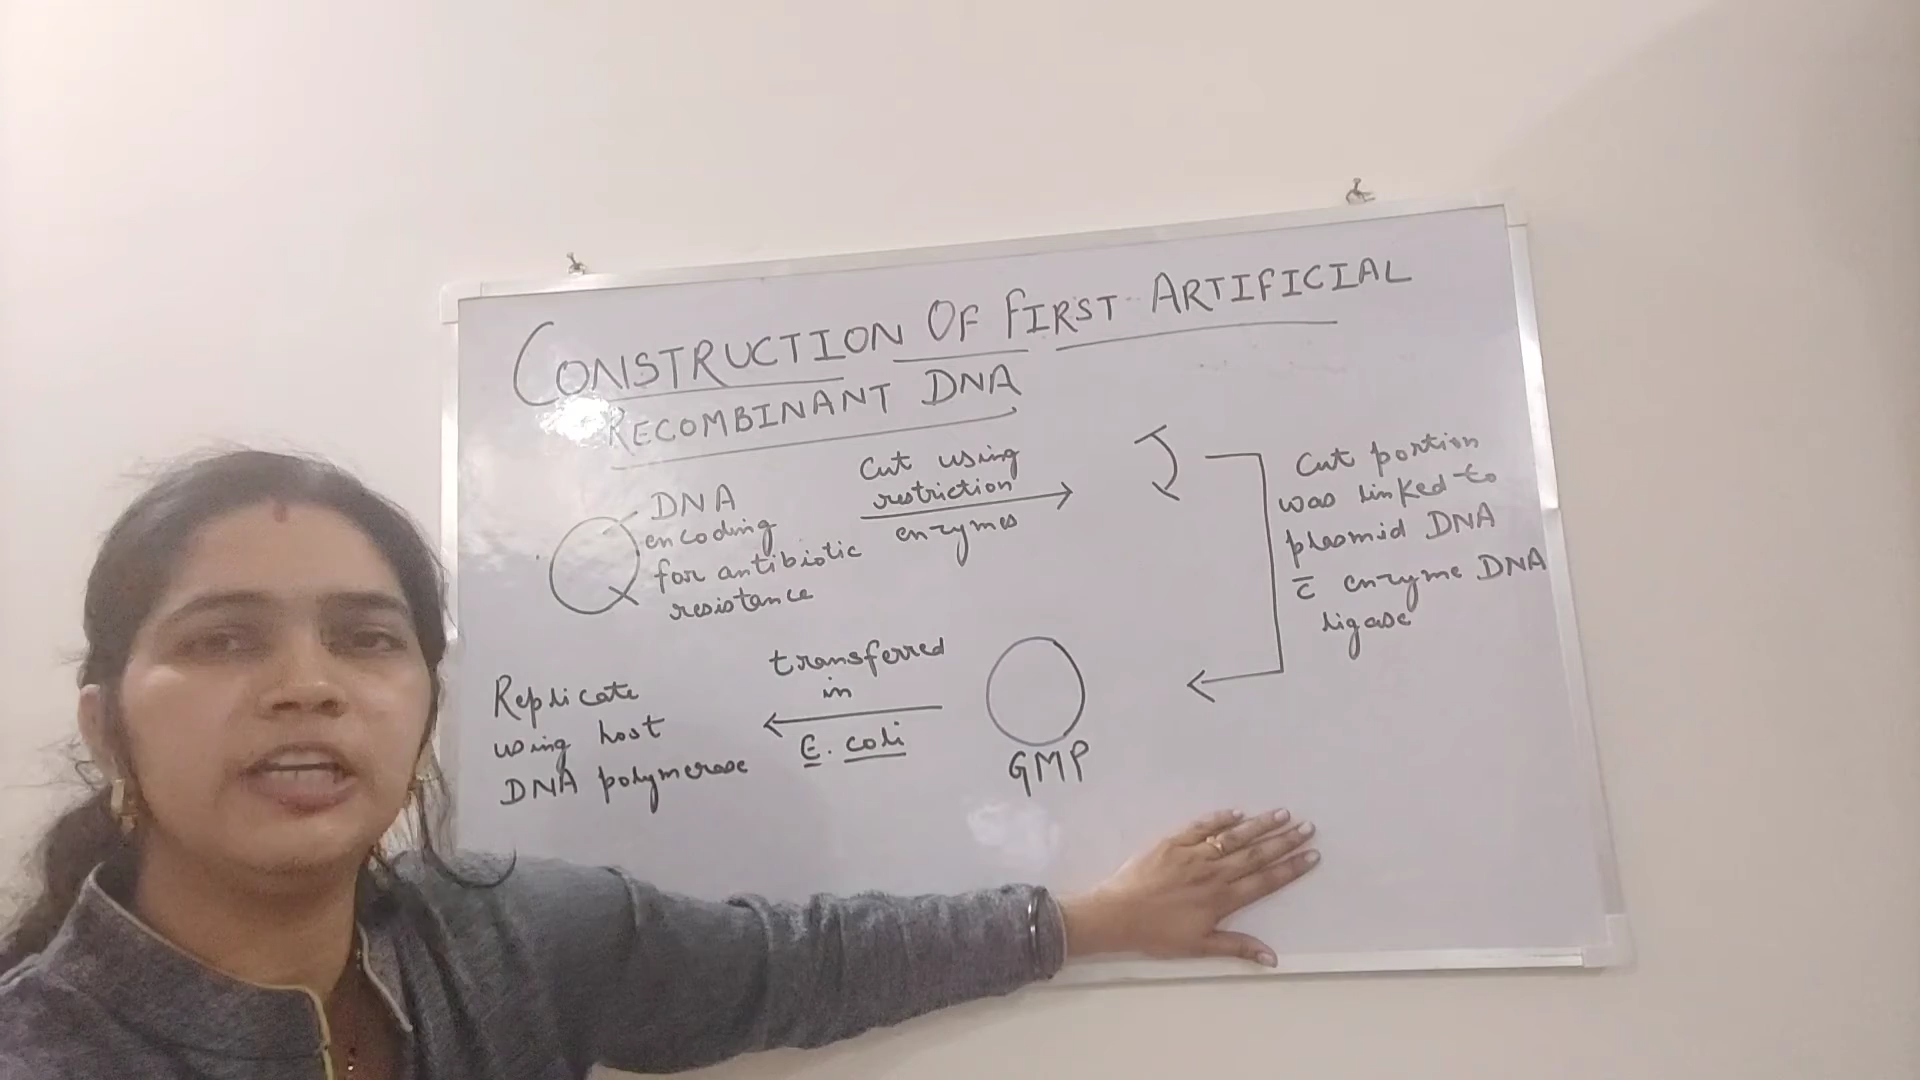 CONSTRUCTION OF FIRST ARTIFICIAL
RECOMBINANT DNA
DNA
encoding
for antibiotic
resistance
Cut using
restriction
enzymes
Cut portion
was linked to
plasmid DNA
c̄ enzyme DNA
ligase
GMP
transferred
in
E. coli
Replicate
using host
DNA polymerase